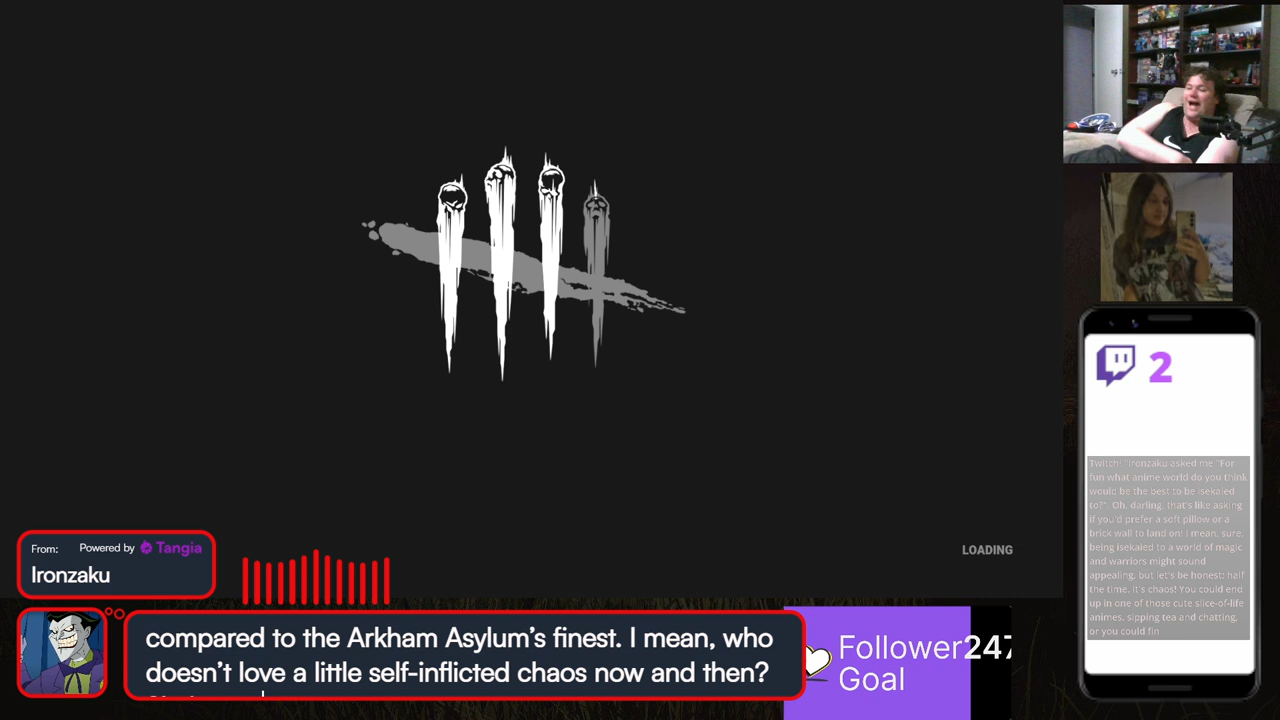 2
Twitch! "Ironzaku asked me "For
fun what anime world do you think
would be the best to be isekaied
to?". Oh, darling, that's like asking
if you'd prefer a soft pillow or a
brick wall to land on! I mean, sure,
being isekaied to a world of magic
and warriors might sound
appealing, but let's be honest: half
the time, it's chaos! You could end
up in one of those cute slice-of-life
animes, sipping tea and chatting,
or you could fin
LOADING
From: Powered by Tangia
Ironzaku
compared to the Arkham Asylum's finest. I mean, who
doesn't love a little self-inflicted chaos now and then?
Follower 247
Goal